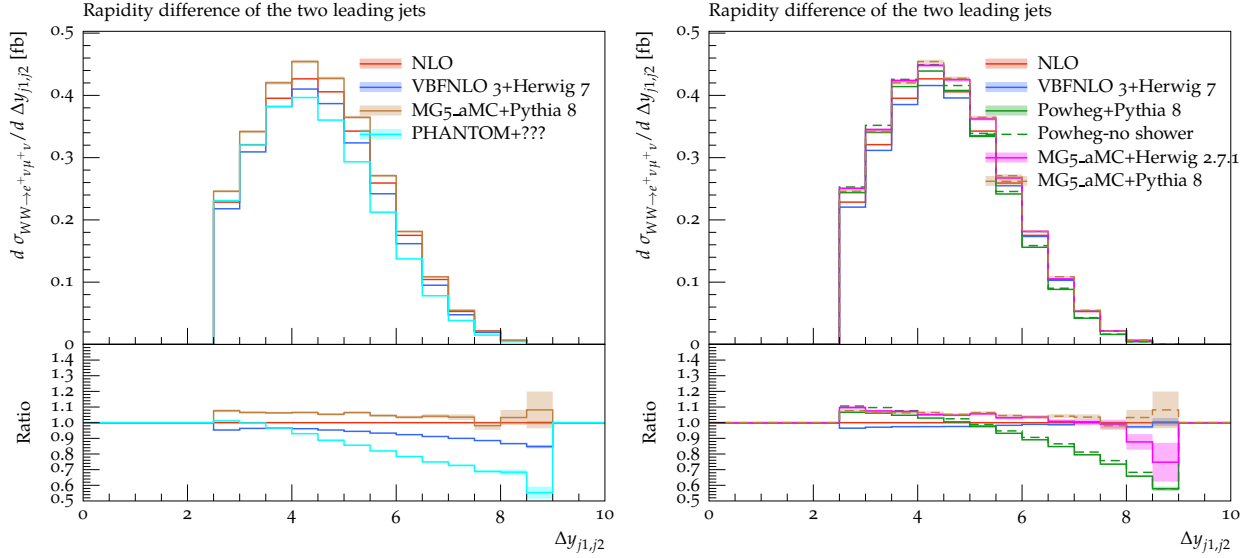 Rapidity difference of the two leading jets
d σ_{WW→e⁺νμ⁺ν} / d Δy_{j1,j2} [fb]
0.5
0.4
0.3
0.2
0.1
0
NLO
VBFNLO 3+Herwig 7
MG5_aMC+Pythia 8
PHANTOM+???
Ratio
1.4
1.3
1.2
1.1
1.0
0.9
0.8
0.7
0.6
0.5
0 2 4 6 8 10
Δy_{j1,j2}
Rapidity difference of the two leading jets
d σ_{WW→e⁺νμ⁺ν} / d Δy_{j1,j2} [fb]
0.5
0.4
0.3
0.2
0.1
0
NLO
VBFNLO 3+Herwig 7
Powheg+Pythia 8
Powheg-no shower
MG5_aMC+Herwig 2.7.1
MG5_aMC+Pythia 8
Ratio
1.4
1.3
1.2
1.1
1.0
0.9
0.8
0.7
0.6
0.5
0 2 4 6 8 10
Δy_{j1,j2}